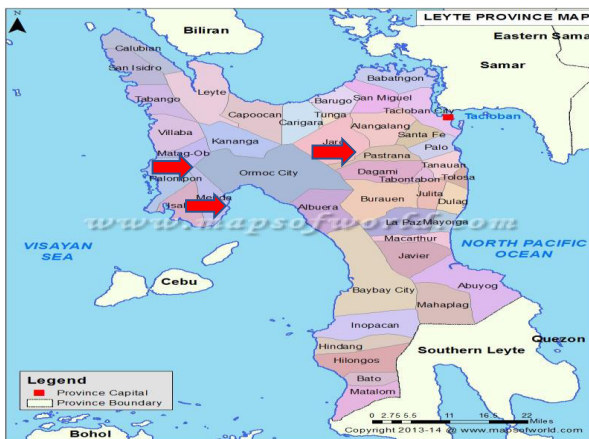 LEYTE PROVINCE MAP
Biliran
Eastern Sama
Samar
Calubian
San Isidro
Babatngon
Tabango
Leyte
Barugo
San Miguel
Capoocan
Tunga
Tacloban City
Carigara
Tacloban
Alangalang
Santa Fe
Villaba
Kananga
Palo
Matag-Ob
Pastrana
Tanauan
Ormoc City
Dagami
Tolosa
Palompon
Tabontabon
Julita
Albuera
Burauen
Dulag
www.mapsofworld.com
La Paz
Mayorga
VISAYAN
SEA
Macarthur
NORTH PACIFIC
OCEAN
Javier
Cebu
Abuyog
Baybay City
Mahaplag
Inopacan
Quezon
Hindang
Southern Leyte
Hilongos
Legend
Province Capital
Province Boundary
Bato
Matalom
0 2.75 5.5 11 16.5 22
Miles
Bohol
Copyright 2013-14 @ www.mapsofworld.com